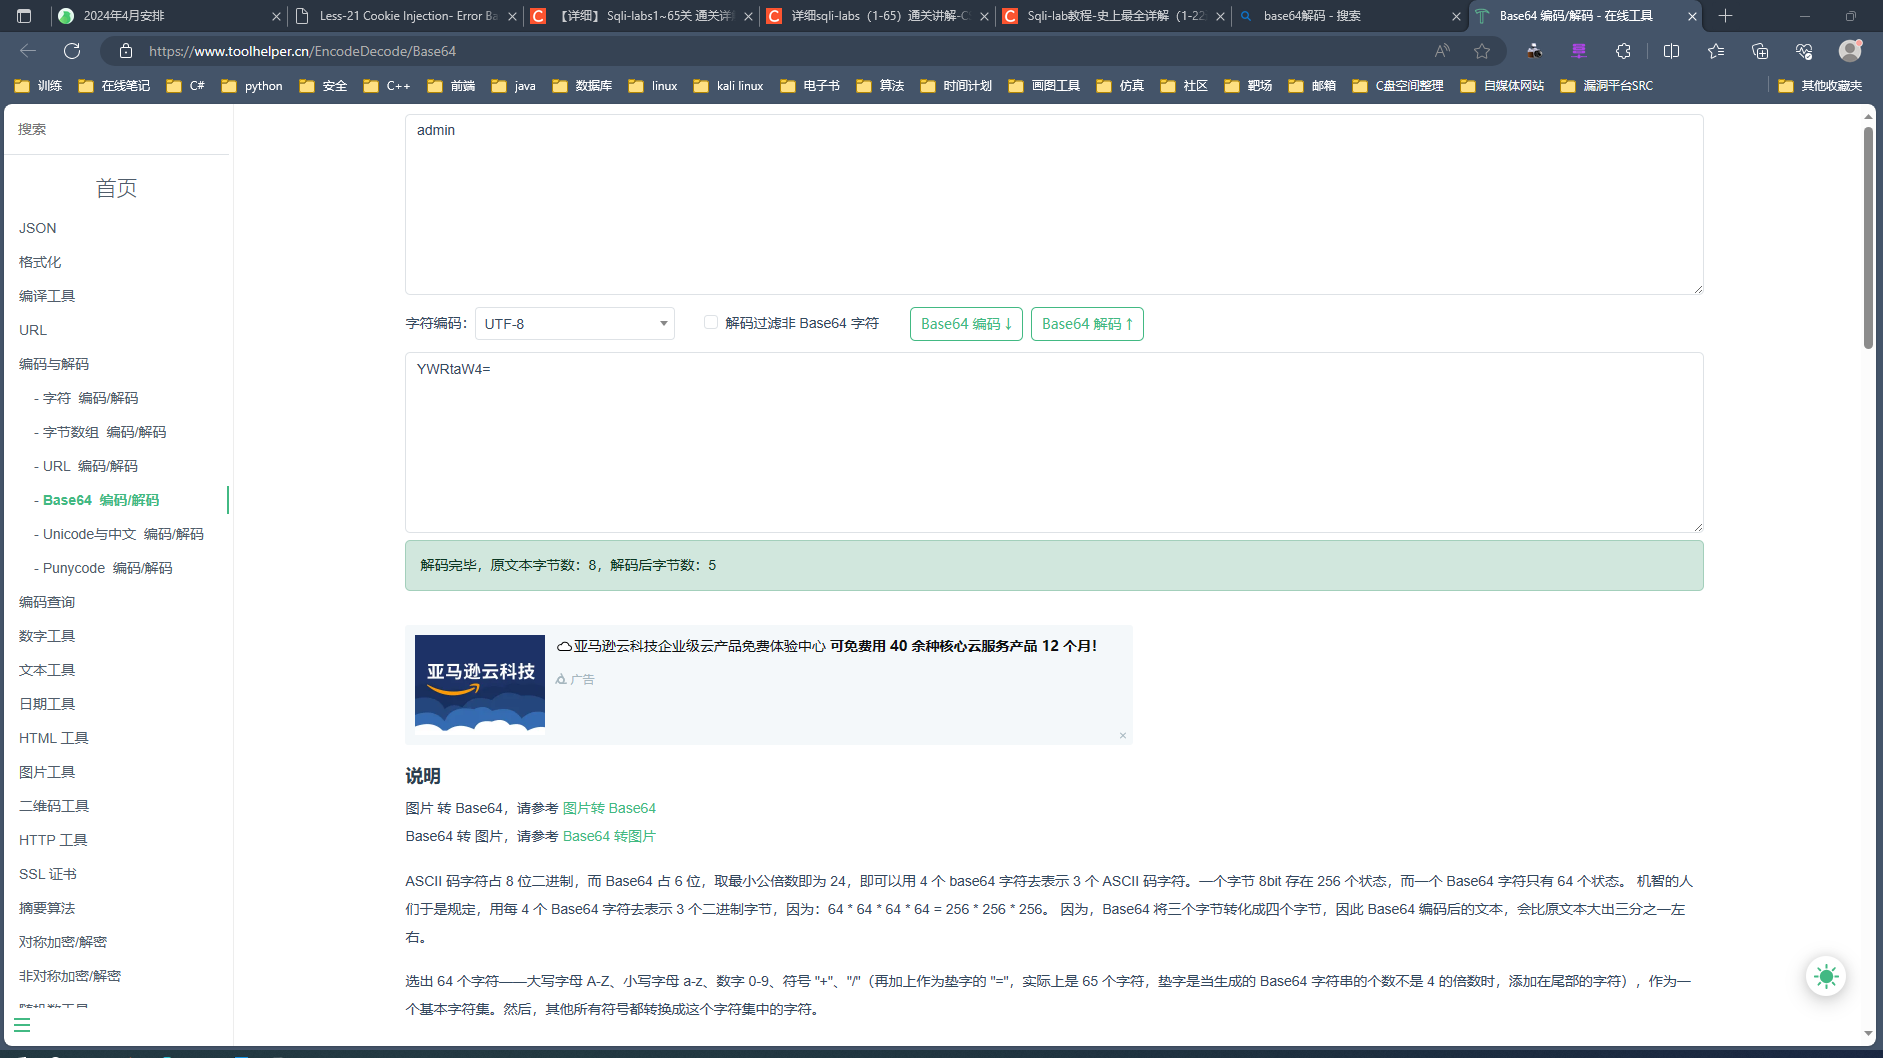 2024年4月安排
Less-21 Cookie Injection- Error Ba
【详细】 Sqli-labs1~65关 通关详
详细sqli-labs（1-65）通关讲解-CS
Sqli-lab教程-史上最全详解（1-22
base64解码 - 搜索
Base64 编码/解码 - 在线工具
https://www.toolhelper.cn/EncodeDecode/Base64
训练 在线笔记 C# python 安全 C++ 前端 java 数据库 linux kali linux 电子书 算法 时间计划 画图工具 仿真 社区 靶场 邮箱 C盘空间整理 自媒体网站 漏洞平台SRC 其他收藏夹
搜索
首页
JSON
格式化
编译工具
URL
编码与解码
- 字符 编码/解码
- 字节数组 编码/解码
- URL 编码/解码
- Base64 编码/解码
- Unicode与中文 编码/解码
- Punycode 编码/解码
编码查询
数字工具
文本工具
日期工具
HTML 工具
图片工具
二维码工具
HTTP 工具
SSL 证书
摘要算法
对称加密/解密
非对称加密/解密
admin
字符编码： UTF-8 解码过滤非 Base64 字符 Base64 编码↓ Base64 解码↑
YWRtaW4=
解码完毕，原文本字节数：8，解码后字节数：5
亚马逊云科技
亚马逊云科技企业级云产品免费体验中心 可免费用 40 余种核心云服务产品 12 个月！
广告
说明
图片 转 Base64，请参考 图片转 Base64
Base64 转 图片，请参考 Base64 转图片
ASCII 码字符占 8 位二进制，而 Base64 占 6 位，取最小公倍数即为 24，即可以用 4 个 base64 字符去表示 3 个 ASCII 码字符。一个字节 8bit 存在 256 个状态，而一个 Base64 字符只有 64 个状态。 机智的人
们于是规定，用每 4 个 Base64 字符去表示 3 个二进制字节，因为：64 * 64 * 64 * 64 = 256 * 256 * 256。 因为，Base64 将三个字节转化成四个字节，因此 Base64 编码后的文本，会比原文本大出三分之一左
右。
选出 64 个字符——大写字母 A-Z、小写字母 a-z、数字 0-9、符号 "+"、"/"（再加上作为垫字的 "="，实际上是 65 个字符，垫字是当生成的 Base64 字符串的个数不是 4 的倍数时，添加在尾部的字符），作为一
个基本字符集。然后，其他所有符号都转换成这个字符集中的字符。